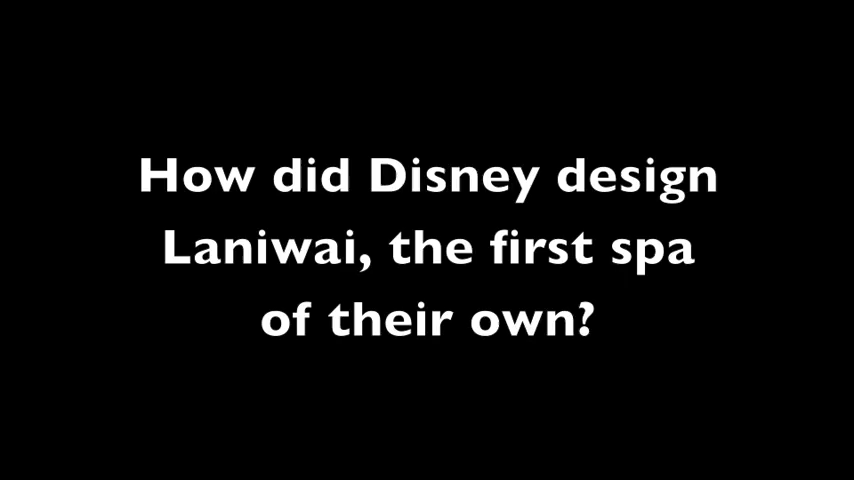 How did Disney design
Laniwai, the first spa
of their own?